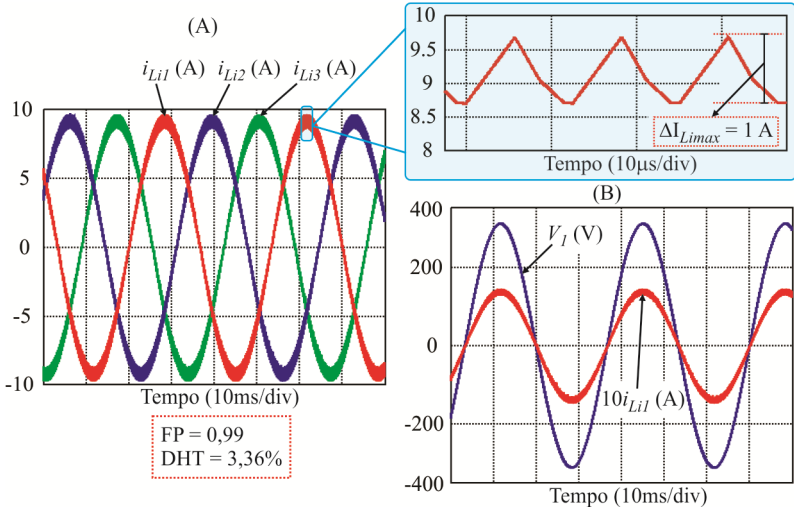 (A)
i_Li1 (A) i_Li2 (A) i_Li3 (A)
10
5
0
-5
-10
Tempo (10ms/div)
FP = 0,99
DHT = 3,36%
10
9.5
9
8.5
8
ΔI_Limax = 1 A
Tempo (10μs/div)
(B)
400
200
0
-200
-400
V_1 (V)
10i_Li1 (A)
Tempo (10ms/div)